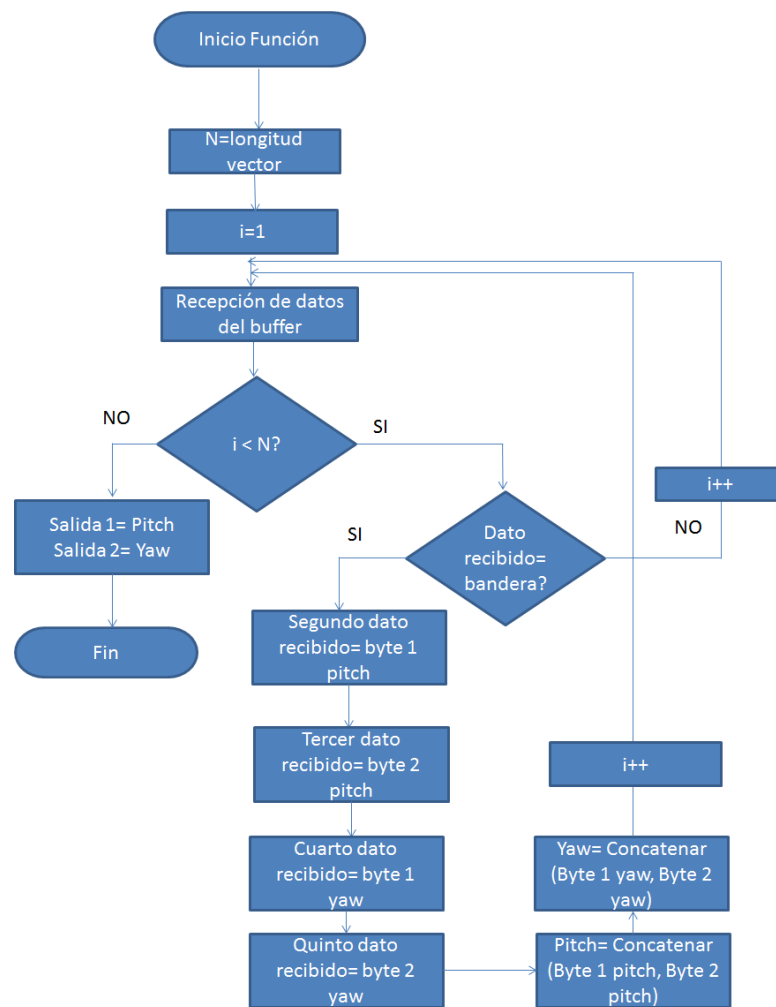 Inicio Función
N=longitud
vector
i=1
Recepción de datos
del buffer
i < N?
NO
SI
Salida 1= Pitch
Salida 2= Yaw
Fin
Dato
recibido=
bandera?
SI
NO
i++
Segundo dato
recibido= byte 1
pitch
Tercer dato
recibido= byte 2
pitch
Cuarto dato
recibido= byte 1
yaw
Quinto dato
recibido= byte 2
yaw
Pitch= Concatenar
(Byte 1 pitch, Byte 2
pitch)
Yaw= Concatenar
(Byte 1 yaw, Byte 2
yaw)
i++